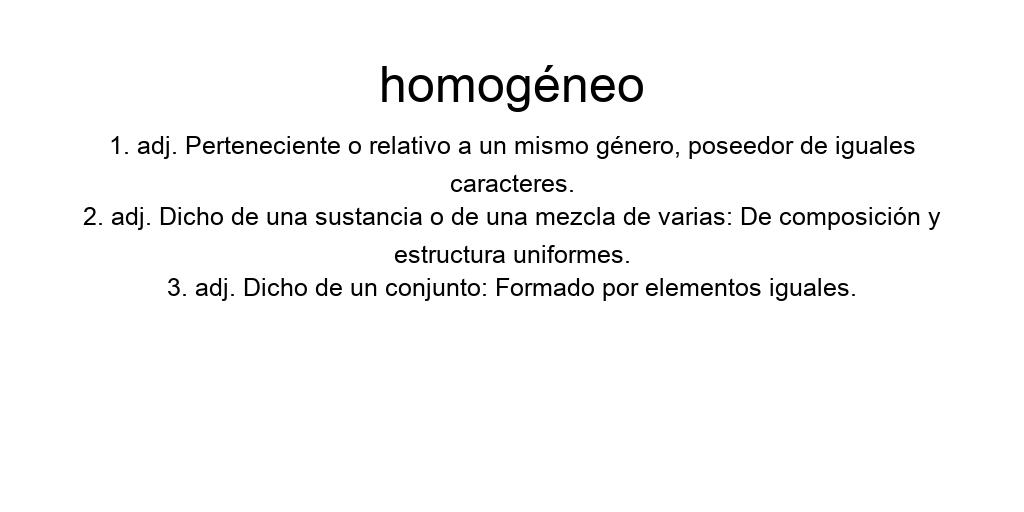 homogéneo
1. adj. Perteneciente o relativo a un mismo género, poseedor de iguales
caracteres.
2. adj. Dicho de una sustancia o de una mezcla de varias: De composición y
estructura uniformes.
3. adj. Dicho de un conjunto: Formado por elementos iguales.